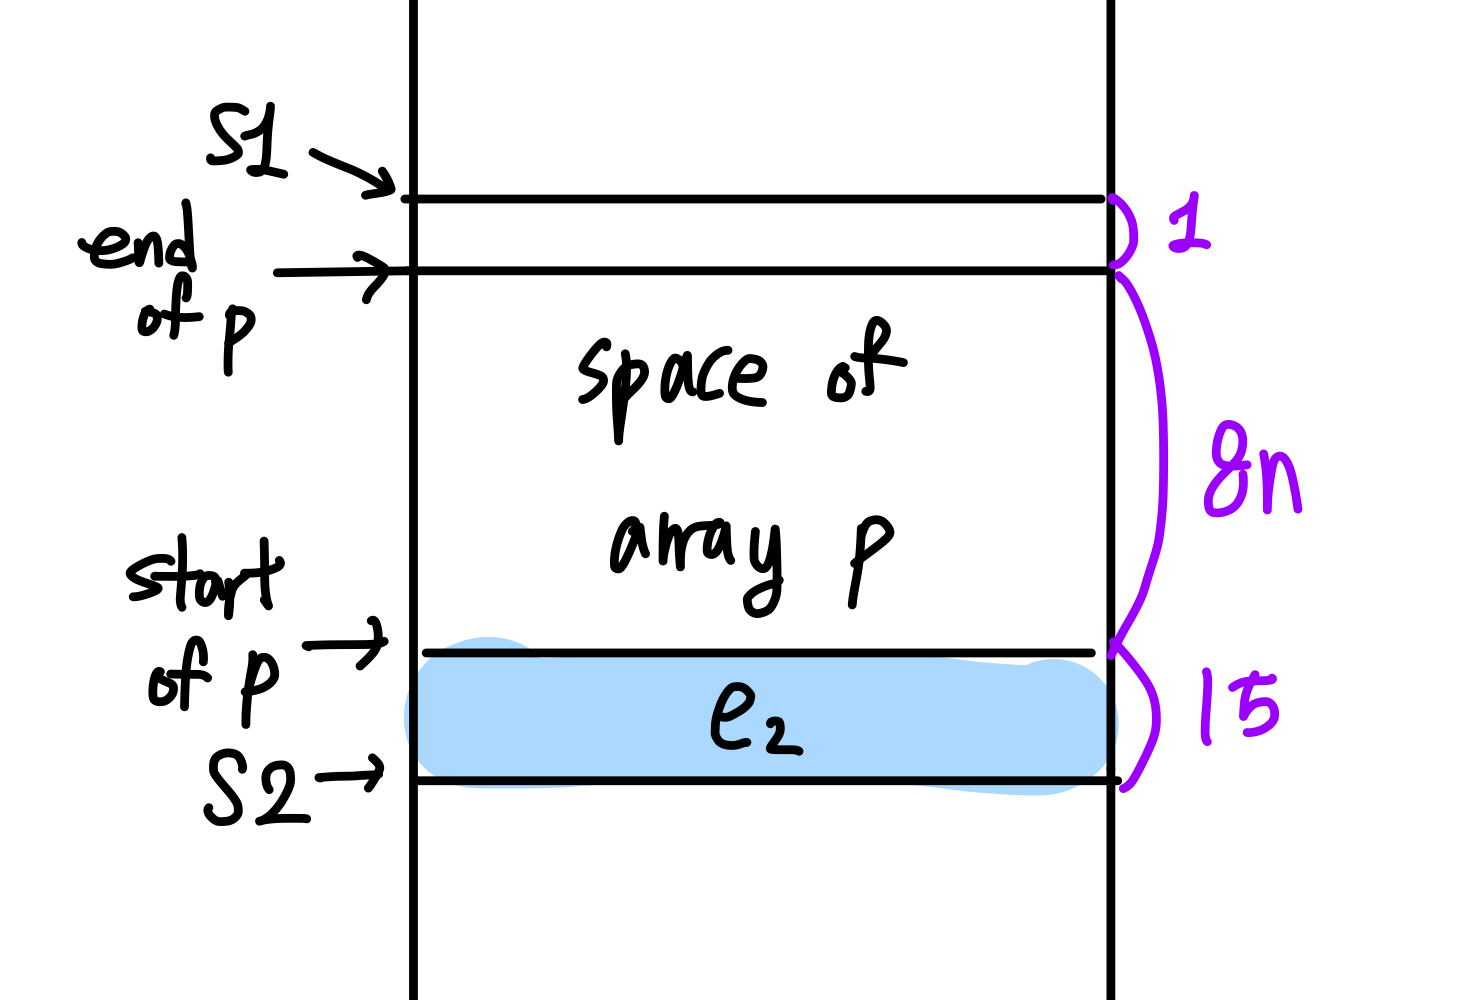 S1
1
end
of p
space of
8n
array p
start
of p
e₂
15
S2